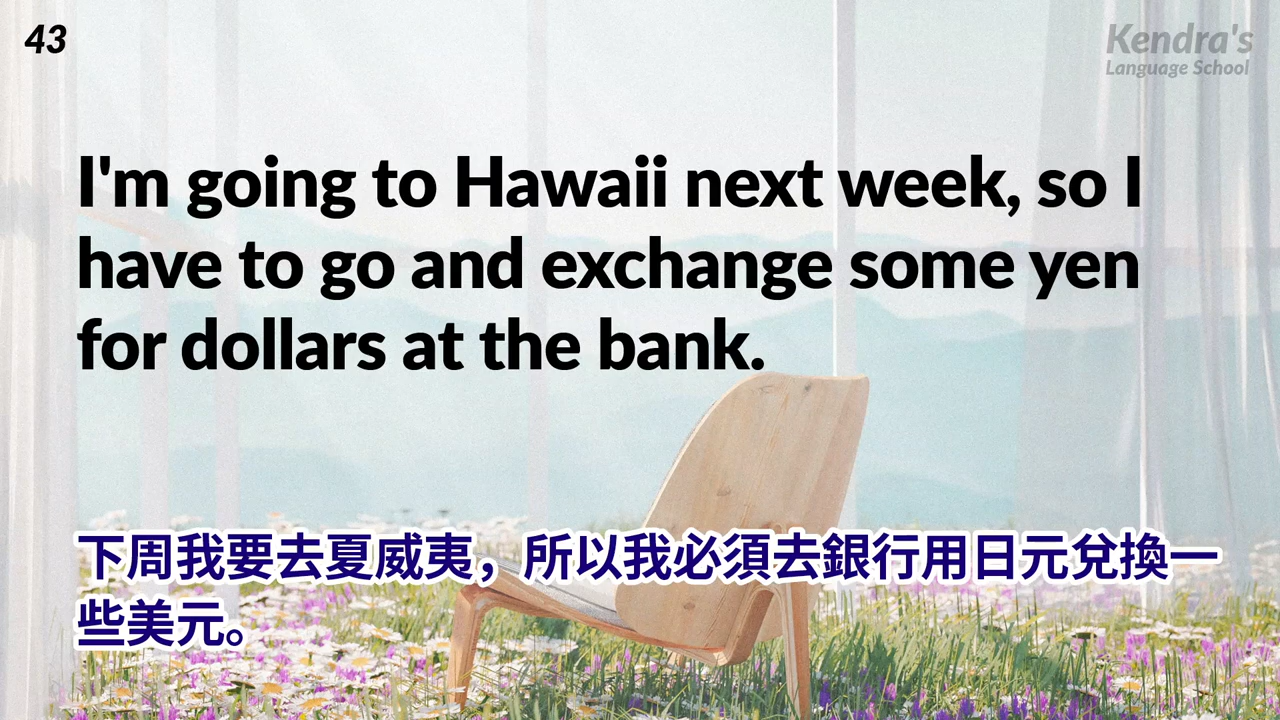 43
Kendra's
Language School
I'm going to Hawaii next week, so I
have to go and exchange some yen
for dollars at the bank.
下周我要去夏威夷，所以我必須去銀行用日元兌換一
些美元。